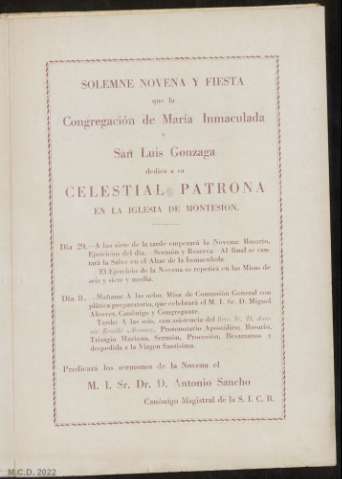 SOLEMNE NOVENA Y FIESTA
que la
Congregación de María Inmaculada
y
San Luis Gonzaga
dedica a su
CELESTIAL PATRONA
EN LA IGLESIA DE MONTESION.
Día 29.-A las siete de la tarde empezará la Novena: Rosario,
Ejercicio del día. Sermón y Reserva Al final se can-
tará la Salve en el Altar de la Inmaculada
El Ejercicio de la Novena se repetirá en las Misas de
seis y siete y media.
Día 8. .-Mañana: A las ocho, Misa de Comunión General con
plática preparatoria, que celebrará el M. I. Sr. D. Miguel
Alcover, Canónigo y Congregante.
Tarde: A las seis, con asistencia del Sr. D.
Protonotario Apostólico, Rosario,
Trisagio Mariano, Sermón, Procesión, Besamanos y
despedida a la Virgen Santísima.
Predicará los sermones de la Novena el
M. I. Sr. Dr. D. Antonio Sancho
Canónigo Magistral de la S. I. C. B.
M.C.D. 2022